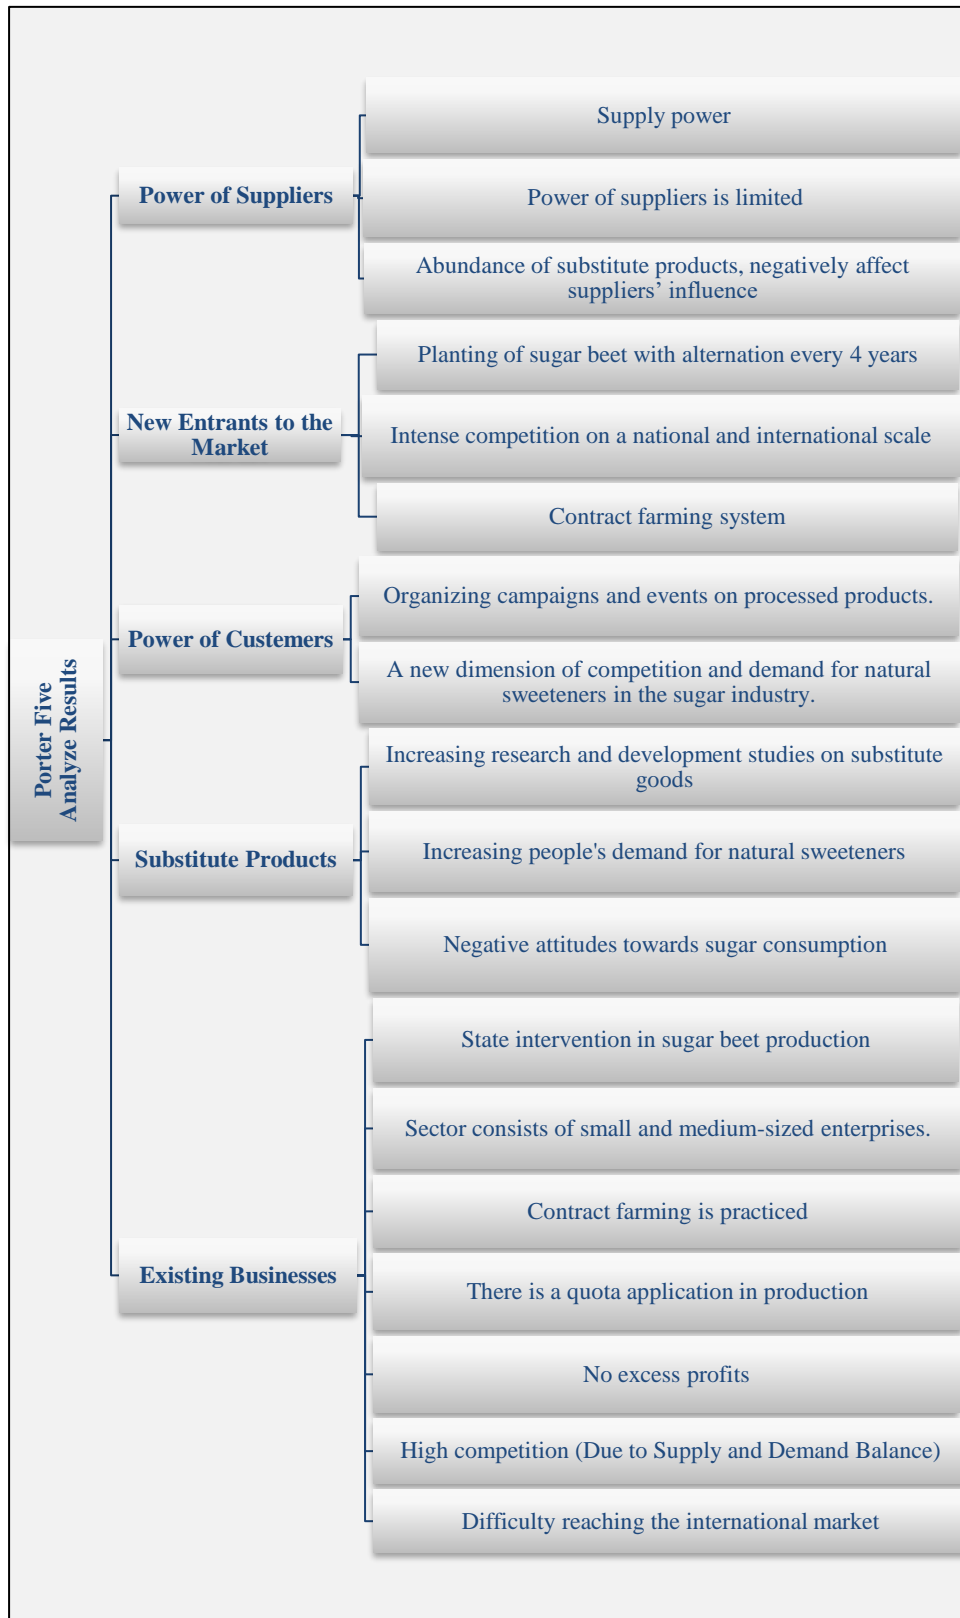 Porter Five
Analyze Results
Power of Suppliers
Supply power
Power of suppliers is limited
Abundance of substitute products, negatively affect
suppliers’ influence
New Entrants to the
Market
Planting of sugar beet with alternation every 4 years
Intense competition on a national and international scale
Contract farming system
Power of Custemers
Organizing campaigns and events on processed products.
A new dimension of competition and demand for natural
sweeteners in the sugar industry.
Substitute Products
Increasing research and development studies on substitute
goods
Increasing people's demand for natural sweeteners
Negative attitudes towards sugar consumption
Existing Businesses
State intervention in sugar beet production
Sector consists of small and medium-sized enterprises.
Contract farming is practiced
There is a quota application in production
No excess profits
High competition (Due to Supply and Demand Balance)
Difficulty reaching the international market